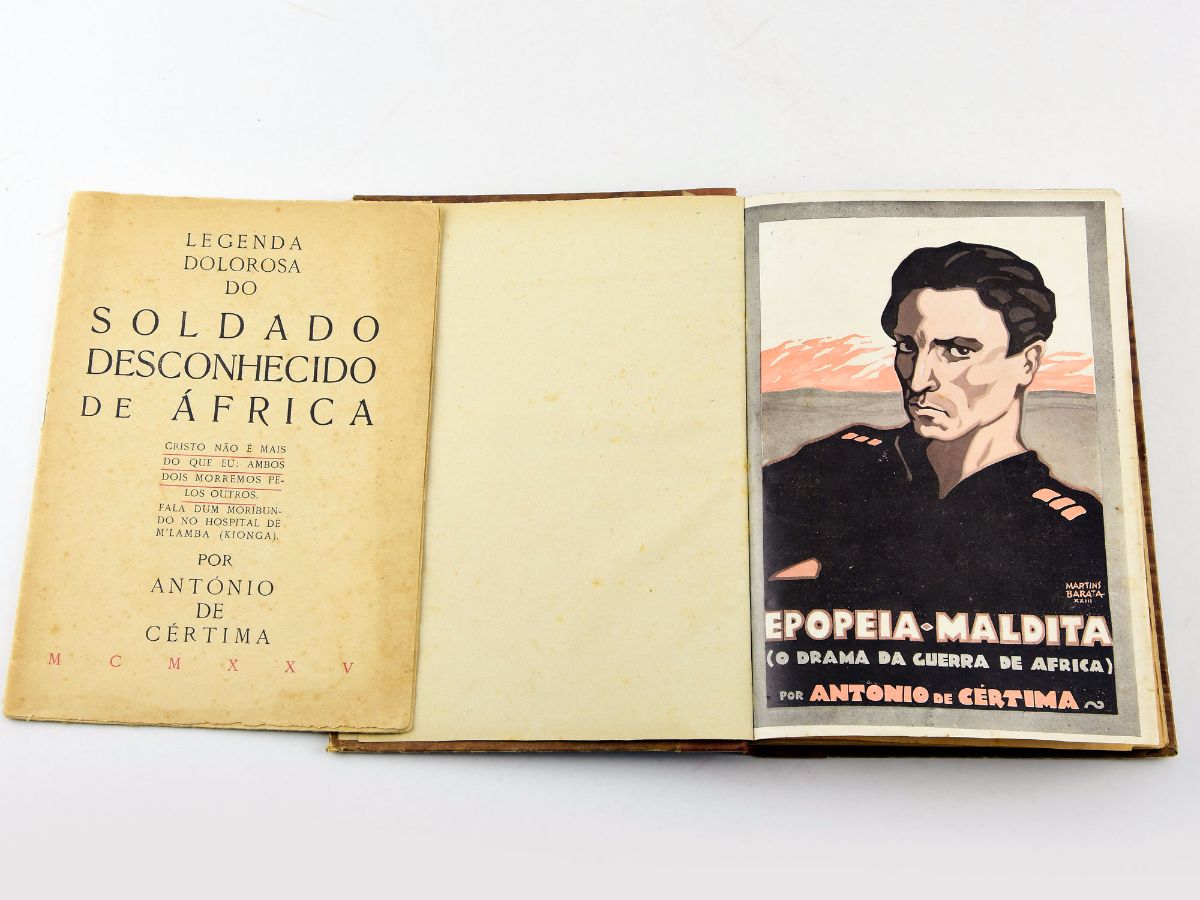 LEGENDA
DOLOROSA
DO
SOLDADO
DESCONHECIDO
DE ÁFRICA
CRISTO NÃO É MAIS
DO QUE EU: AMBOS
DOIS MORREMOS PE-
LOS OUTROS.
FALA DUM MORIBUN-
DO NO HOSPITAL DE
M'LAMBA (KIONGA).
POR
ANTÓNIO
DE
CÉRTIMA
M C M X X V
MARTINS
BARATA
XXIII
EPOPEIA-MALDITA
(O DRAMA DA GUERRA DE AFRICA)
POR ANTONIO DE CÉRTIMA